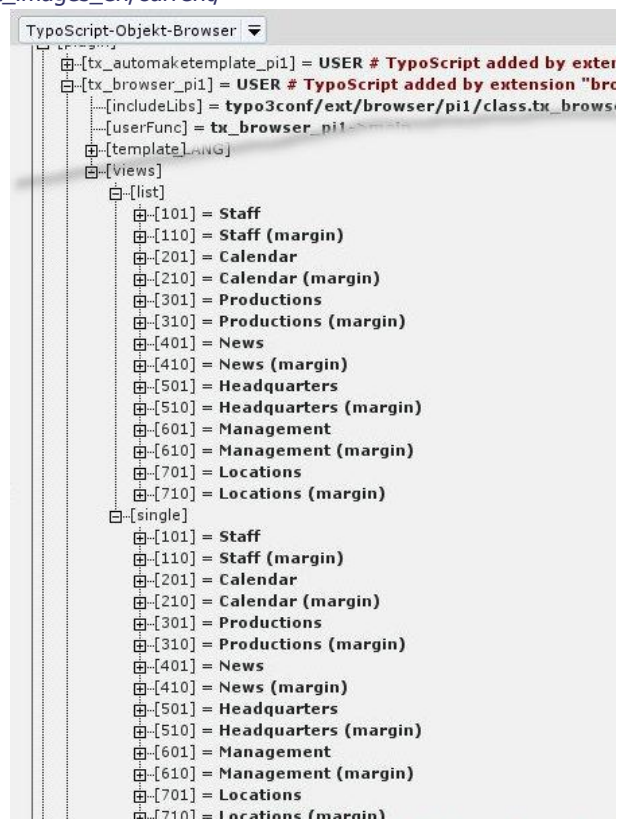 _images_en/current/
TypoScript-Objekt-Browser
[plugin]
[tx_automaketemplate_pi1] = USER # TypoScript added by exter
[tx_browser_pi1] = USER # TypoScript added by extension "bro
[includeLibs] = typo3conf/ext/browser/pi1/class.tx_browse
[userFunc] = tx_browser_pi1->main
[template]
[views]
[list]
[101] = Staff
[110] = Staff (margin)
[201] = Calendar
[210] = Calendar (margin)
[301] = Productions
[310] = Productions (margin)
[401] = News
[410] = News (margin)
[501] = Headquarters
[510] = Headquarters (margin)
[601] = Management
[610] = Management (margin)
[701] = Locations
[710] = Locations (margin)
[single]
[101] = Staff
[110] = Staff (margin)
[201] = Calendar
[210] = Calendar (margin)
[301] = Productions
[310] = Productions (margin)
[401] = News
[410] = News (margin)
[501] = Headquarters
[510] = Headquarters (margin)
[601] = Management
[610] = Management (margin)
[701] = Locations
[710] = Locations (margin)